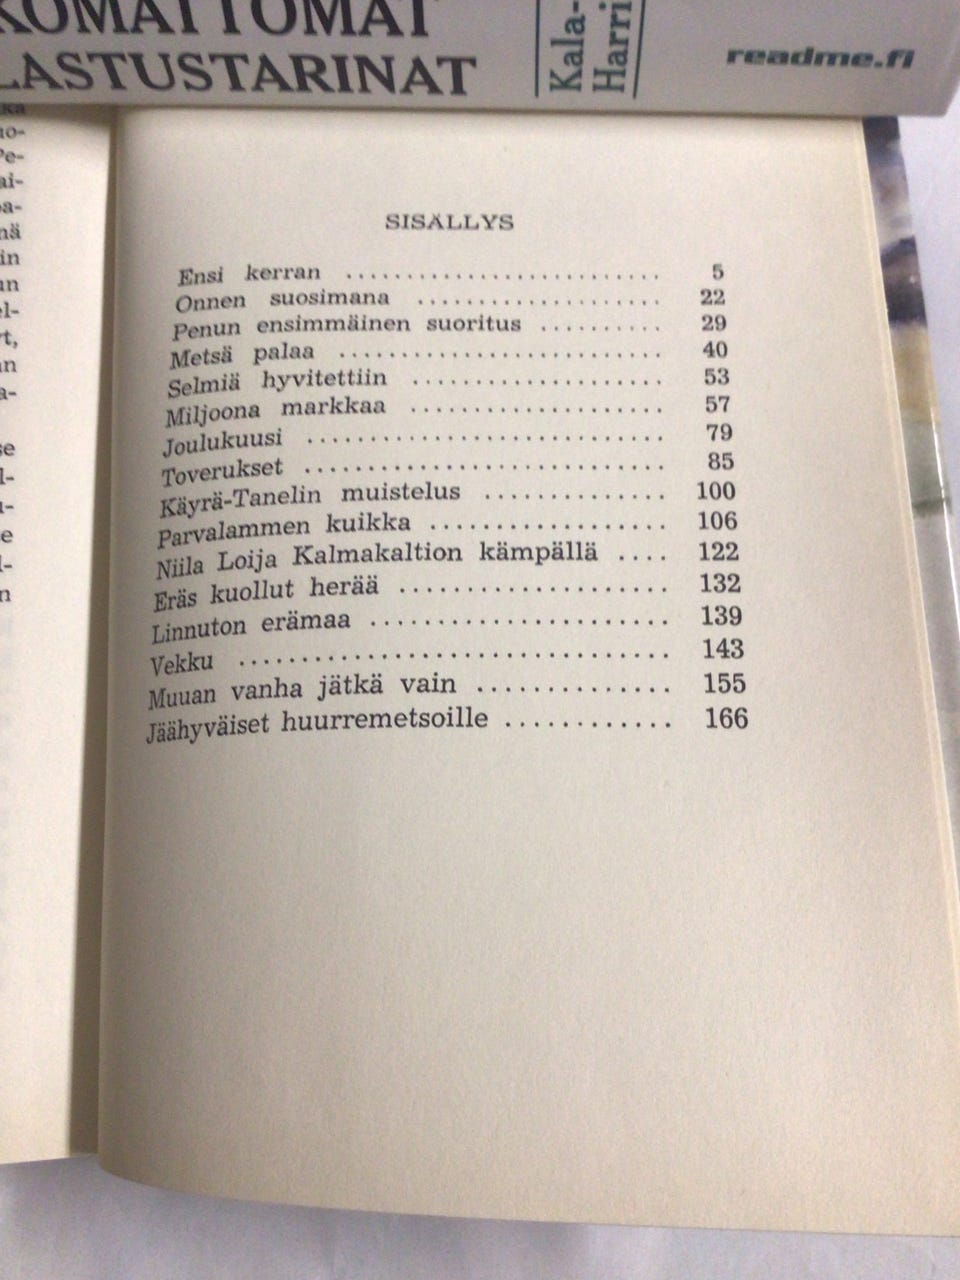 KOMATTOMAT
LASTUSTARINAT
Kala-
Harri
readme.fi
SISÄLLYS
Ensi kerran .......................... 5
Onnen suosimana .................... 22
Penun ensimmäinen suoritus .......... 29
Metsä palaa .......................... 40
Selmiä hyvitettiin .................... 53
Miljoona markkaa .................... 57
Joulukuusi ............................ 79
Toverukset ............................ 85
Käyrä-Tanelin muistelus .............. 100
Parvalammen kuikka .................. 106
Niila Loija Kalmakaltion kämpällä .... 122
Eräs kuollut herää .................... 132
Linnuton erämaa ...................... 139
Vekku ................................ 143
Muuan vanha jätkä vain .............. 155
Jäähyväiset huurremetsoille ............ 166